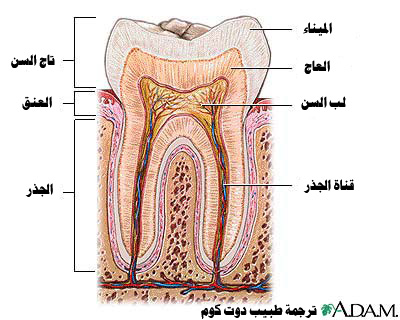 الميناء
العاج
لب السن
قناة الجذر
تاج السن
العنق
الجذر
ترجمة طبيب دوت كوم
A.D.A.M.